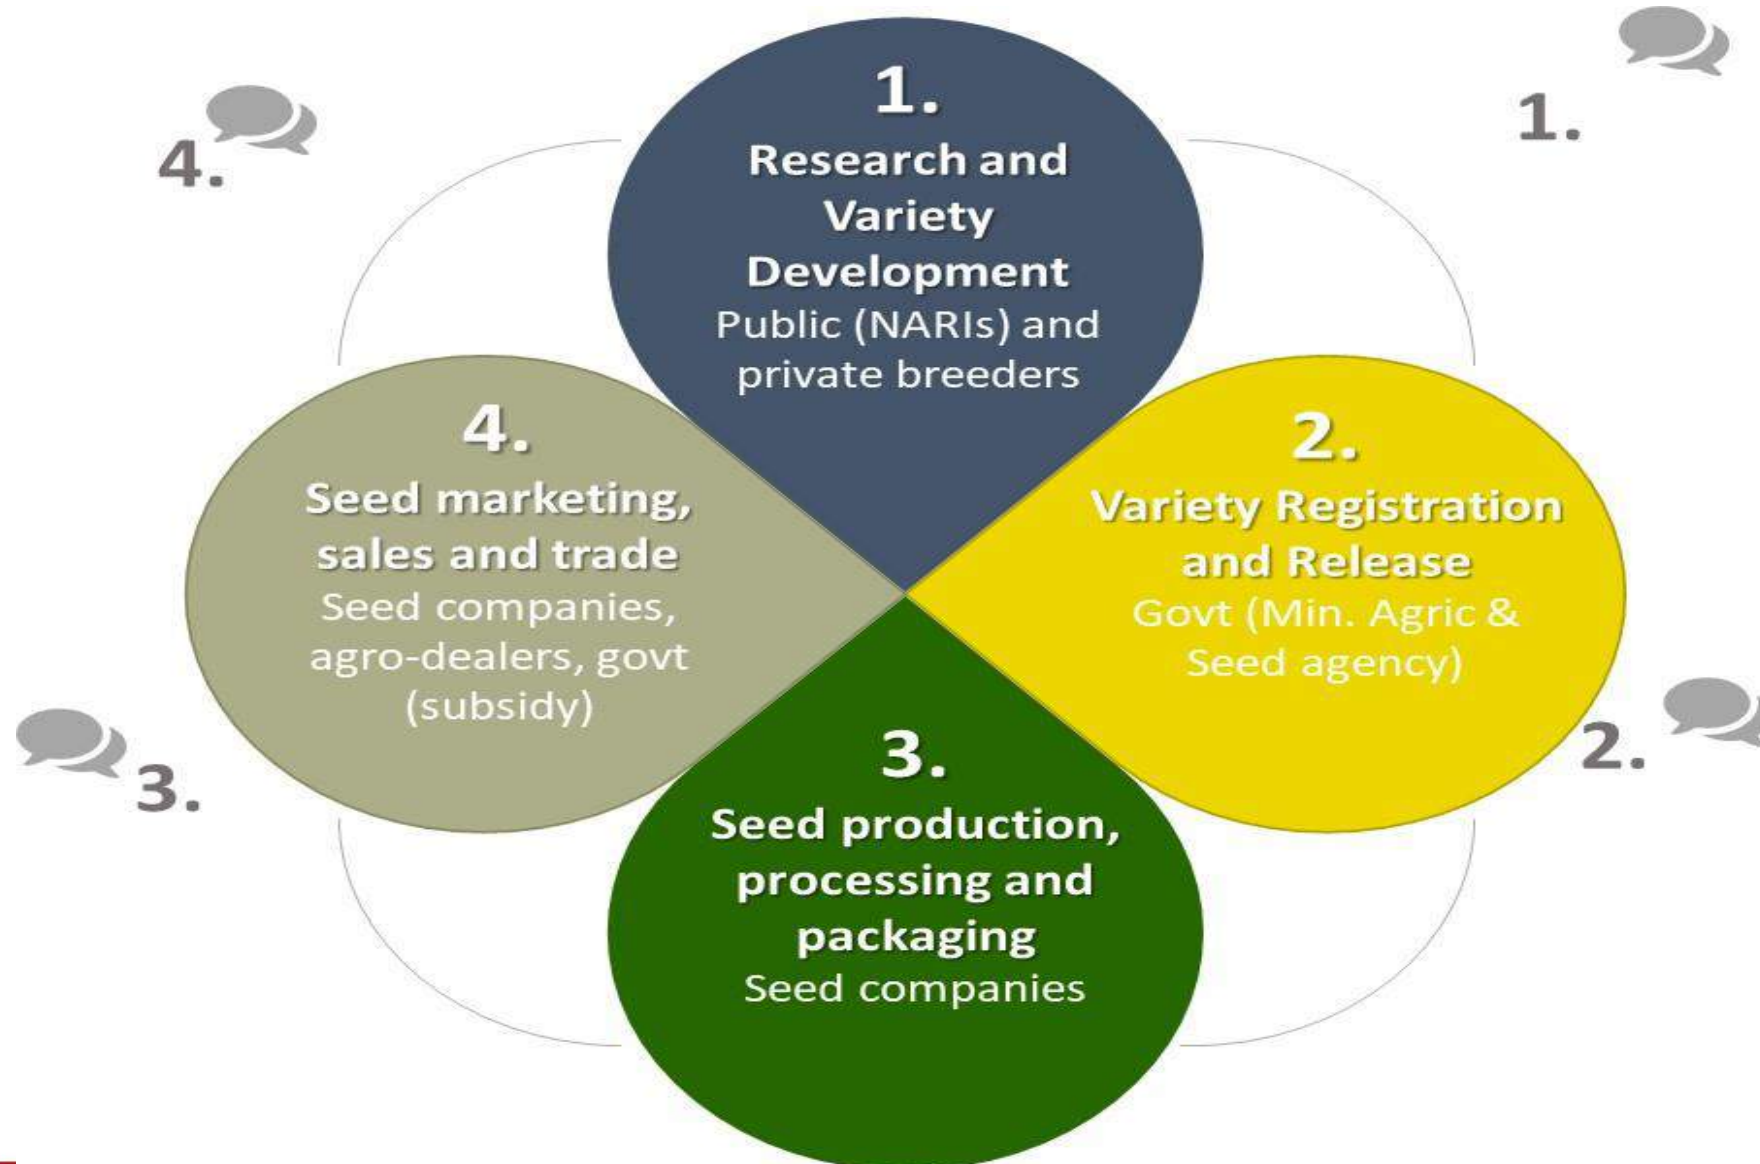 1.
Research and
Variety
Development
Public (NARIs) and
private breeders
1.
4.
4.
Seed marketing,
sales and trade
Seed companies,
agro-dealers, govt
(subsidy)
2.
Variety Registration
and Release
Govt (Min. Agric &
Seed agency)
2.
3.
3.
Seed production,
processing and
packaging
Seed companies